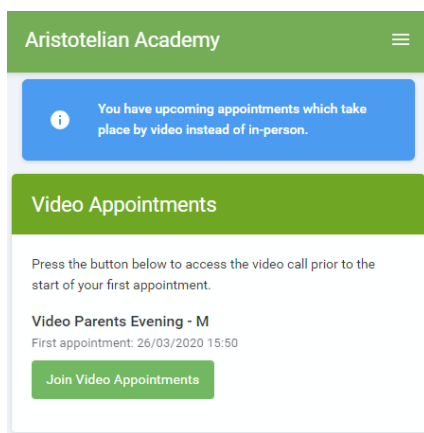 Aristotelian Academy
You have upcoming appointments which take
place by video instead of in-person.
Video Appointments
Press the button below to access the video call prior to the
start of your first appointment.
Video Parents Evening - M
First appointment: 26/03/2020 15:50
Join Video Appointments